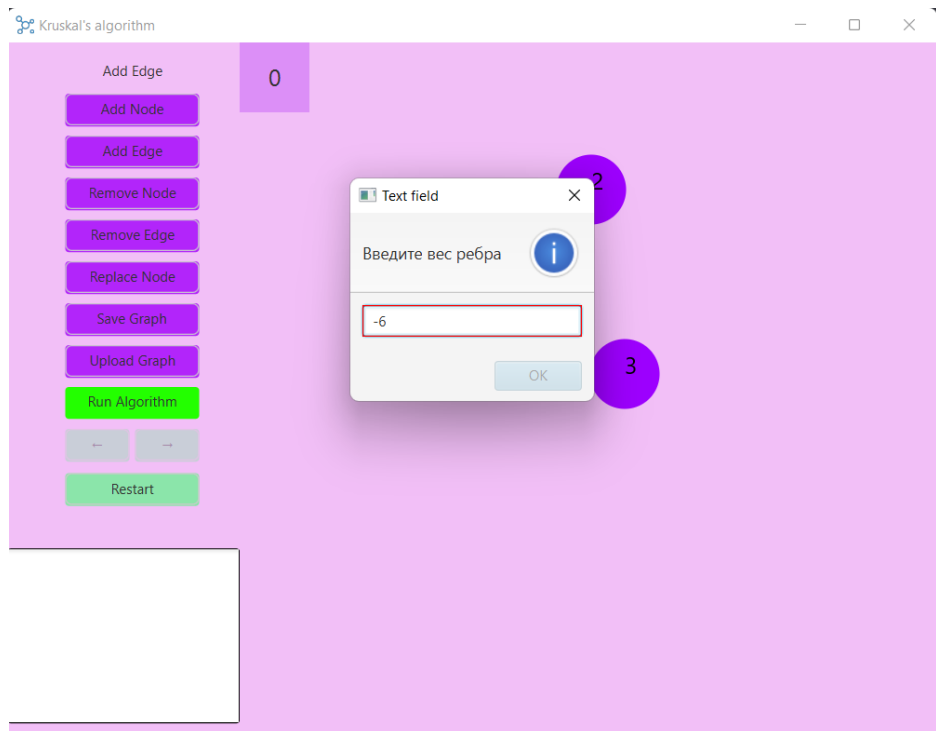 Kruskal's algorithm
Add Edge
0
Add Node
Add Edge
Remove Node
Remove Edge
Replace Node
Save Graph
Upload Graph
Run Algorithm
← →
Restart
2
Text field
Введите вес ребра
i
-6
OK
3